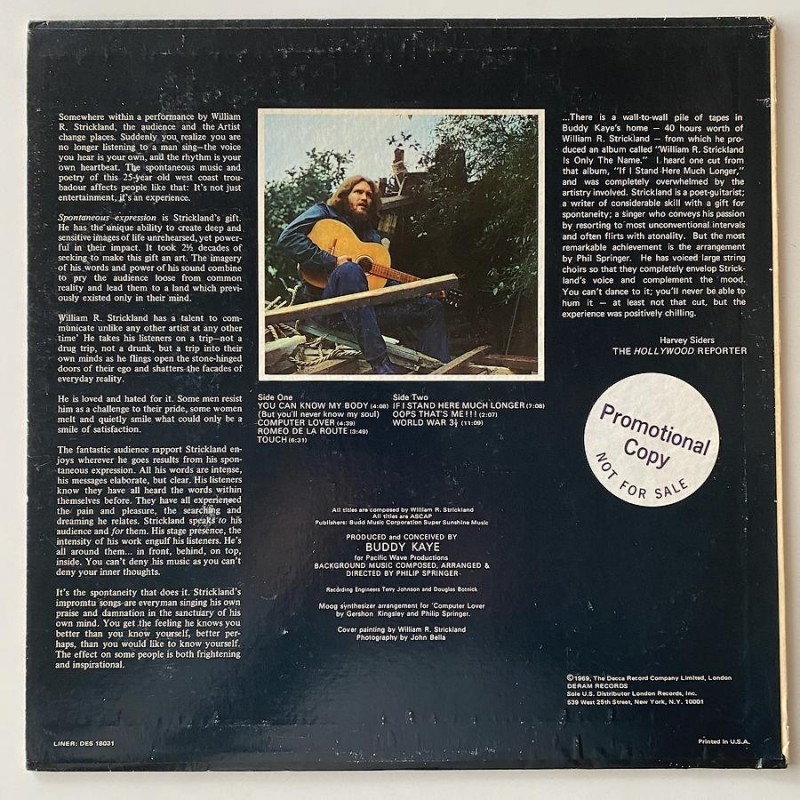 Somewhere within a performance by William
R. Strickland, the audience and the Artist
change places. Suddenly you realize you are
no longer listening to a man sing—the voice
you hear is your own, and the rhythm is your
own heartbeat. The spontaneous music and
poetry of this 25-year old west coast trou-
badour affects people like that: It's not just
entertainment, it's an experience.
Spontaneous expression is Strickland's gift.
He has the unique ability to create deep and
sensitive images of life unrehearsed, yet power-
ful in their impact. It took 2½ decades of
seeking to make this gift an art. The imagery
of his words and power of his sound combine
to pry the audience loose from common
reality and lead them to a land which previ-
ously existed only in their mind.
William R. Strickland has a talent to com-
municate unlike any other artist at any other
time' He takes his listeners on a trip—not a
drug trip, not a drunk, but a trip into their
own minds as he flings open the stone-hinged
doors of their ego and shatters the facades of
everyday reality.
He is loved and hated for it. Some men resist
him as a challenge to their pride, some women
melt and quietly smile what could only be a
smile of satisfaction.
The fantastic audience rapport Strickland en-
joys wherever he goes results from his spon-
taneous expression. All his words are intense,
his messages elaborate, but clear. His listeners
know they have all heard the words within
themselves before. They have all experienced
the pain and pleasure, the searching and
dreaming he relates. Strickland speaks to his
audience and for them. His stage presence, the
intensity of his work engulf his listeners. He's
all around them... in front, behind, on top,
inside. You can't deny his music as you can't
deny your inner thoughts.
It's the spontaneity that does it. Strickland's
impromtu songs are everyman singing his own
praise and damnation in the sanctuary of his
own mind. You get the feeling he knows you
better than you know yourself, better per-
haps, than you would like to know yourself.
The effect on some people is both frightening
and inspirational.
LINER: DES 18031
Side One
YOU CAN KNOW MY BODY (4:08)
(But you'll never know my soul)
COMPUTER LOVER (4:39)
ROMEO DE LA ROUTE (3:49)
TOUCH (6:31)
Side Two
IF I STAND HERE MUCH LONGER (7:08)
OOPS THAT'S ME!!! (2:07)
WORLD WAR 3½ (11:09)
All titles are composed by William R. Strickland
All titles are ASCAP
Publishers: Budd Music Corporation Super Sunshine Music
PRODUCED and CONCEIVED BY
BUDDY KAYE
for Pacific Wave Productions
BACKGROUND MUSIC COMPOSED, ARRANGED &
DIRECTED BY PHILIP SPRINGER
Recording Engineers Terry Johnson and Douglas Botnick
Moog synthesizer arrangement for 'Computer Lover
by Gershon Kingsley and Philip Springer.
Cover painting by William R. Strickland
Photography by John Bella
...There is a wall-to-wall pile of tapes in
Buddy Kaye's home — 40 hours worth of
William R. Strickland — from which he pro-
duced an album called "William R. Strickland
Is Only The Name." I heard one cut from
that album, "If I Stand Here Much Longer,"
and was completely overwhelmed by the
artistry involved. Strickland is a poet-guitarist;
a writer of considerable skill with a gift for
spontaneity; a singer who conveys his passion
by resorting to most unconventional intervals
and often flirts with atonality. But the most
remarkable achievement is the arrangement
by Phil Springer. He has voiced large string
choirs so that they completely envelop Strick-
land's voice and complement the mood.
You can't dance to it; you'll never be able to
hum it — at least not that cut, but the
experience was positively chilling.
Harvey Siders
THE HOLLYWOOD REPORTER
Promotional
Copy
NOT FOR SALE
©1969, The Decca Record Company Limited, London
DERAM RECORDS
Sole U.S. Distributor London Records, Inc.
539 West 25th Street, New York, N.Y. 10001
Printed in U.S.A.